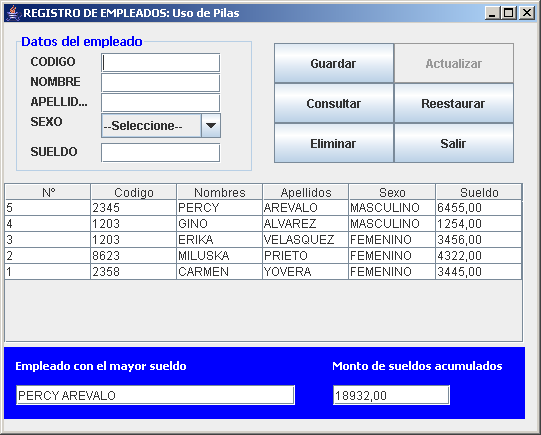 REGISTRO DE EMPLEADOS: Uso de Pilas
Datos del empleado
CODIGO
NOMBRE
APELLID...
SEXO --Seleccione--
SUELDO
Guardar Actualizar
Consultar Reestaurar
Eliminar Salir
Nº Codigo Nombres Apellidos Sexo Sueldo
5 2345 PERCY AREVALO MASCULINO 6455,00
4 1203 GINO ALVAREZ MASCULINO 1254,00
3 1203 ERIKA VELASQUEZ FEMENINO 3456,00
2 8623 MILUSKA PRIETO FEMENINO 4322,00
1 2358 CARMEN YOVERA FEMENINO 3445,00
Empleado con el mayor sueldo Monto de sueldos acumulados
PERCY AREVALO 18932,00